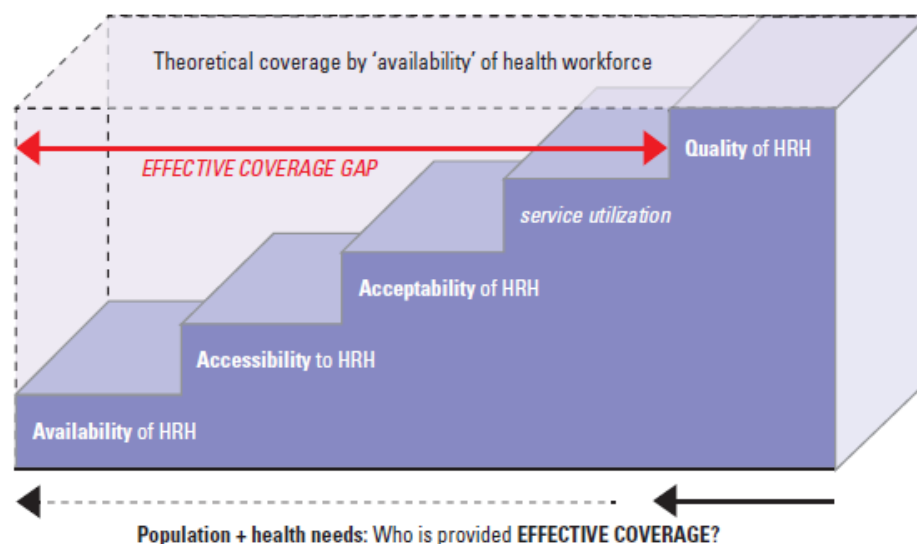 Theoretical coverage by ‘availability’ of health workforce
EFFECTIVE COVERAGE GAP
Quality of HRH
service utilization
Acceptability of HRH
Accessibility to HRH
Availability of HRH
Population + health needs: Who is provided EFFECTIVE COVERAGE?